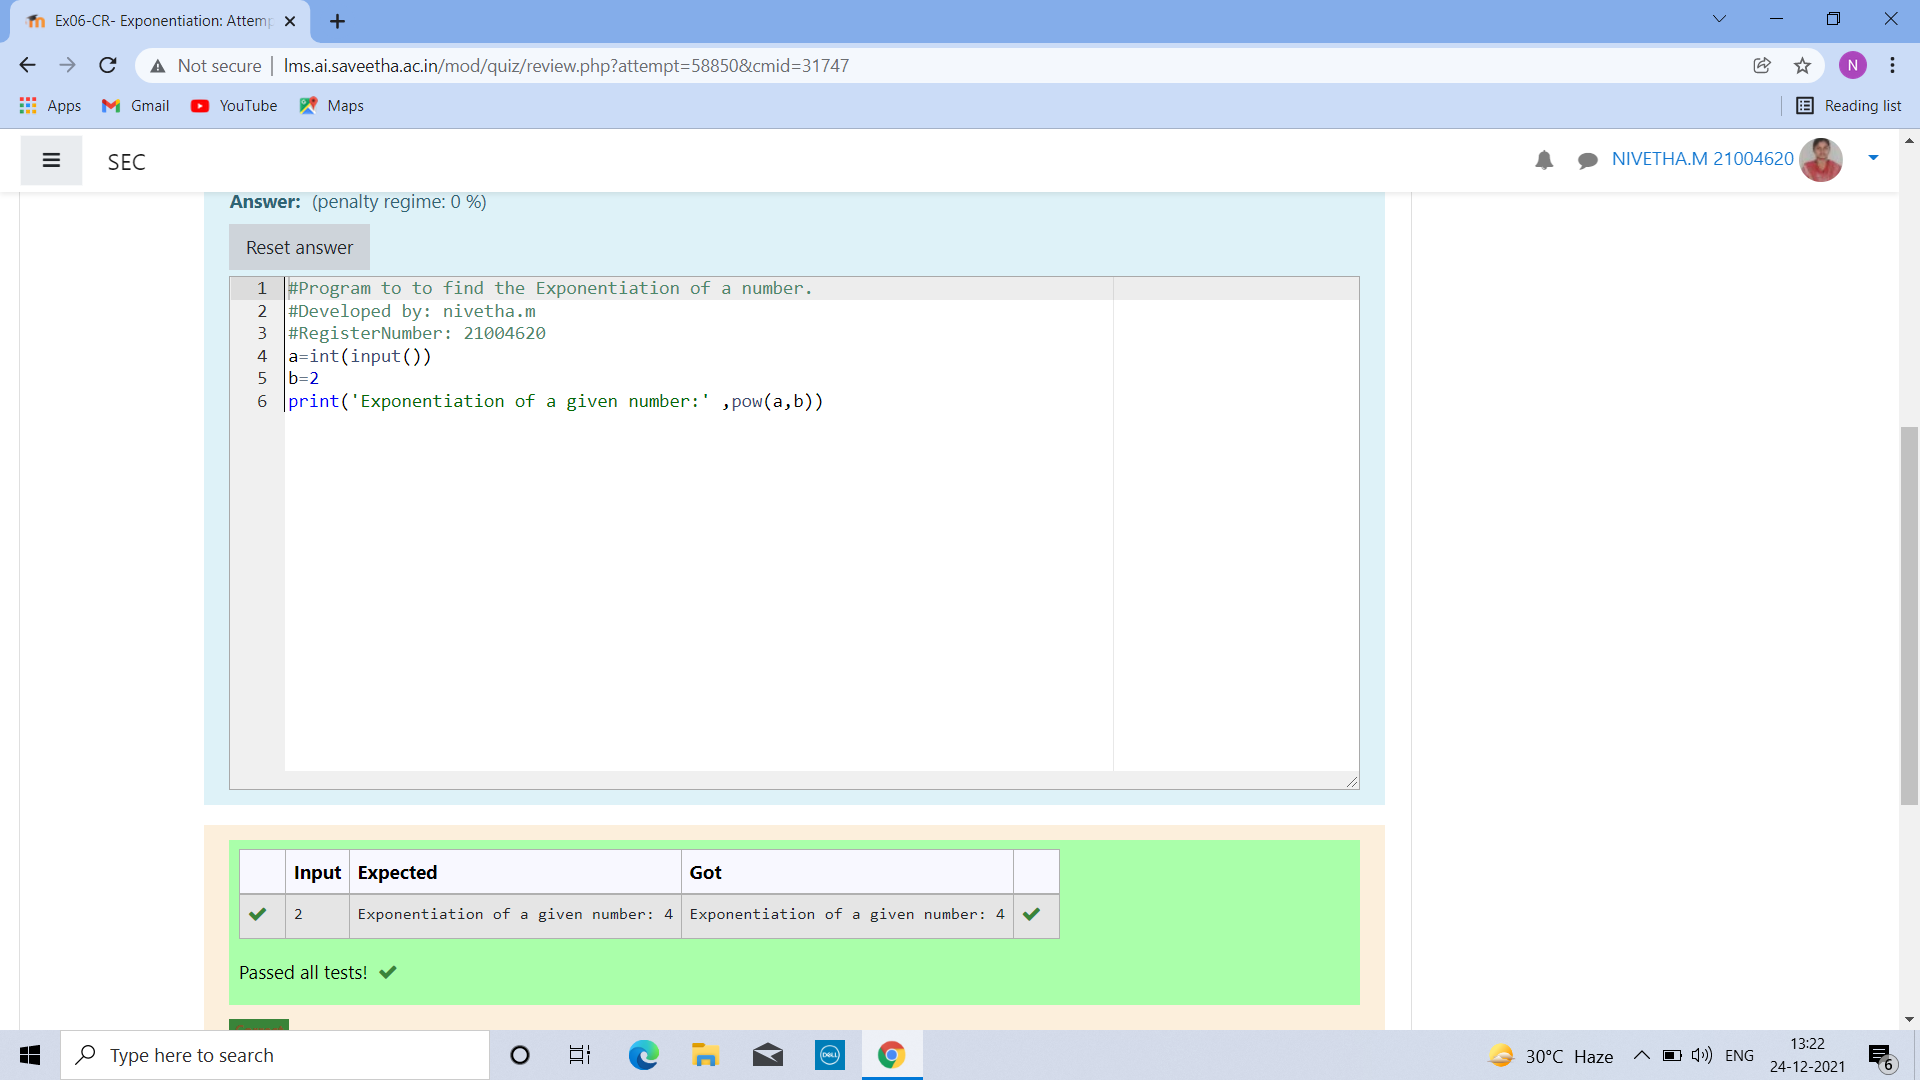 Ex06-CR- Exponentiation: Attem
Not secure | lms.ai.saveetha.ac.in/mod/quiz/review.php?attempt=58850&cmid=31747
N
Apps Gmail YouTube Maps
Reading list
SEC
NIVETHA.M 21004620
Answer: (penalty regime: 0 %)
Reset answer
1 #Program to to find the Exponentiation of a number.
2 #Developed by: nivetha.m
3 #RegisterNumber: 21004620
4 a=int(input())
5 b=2
6 print('Exponentiation of a given number:' ,pow(a,b))
Input Expected Got
2 Exponentiation of a given number: 4 Exponentiation of a given number: 4
Passed all tests!
Type here to search
DELL
30°C Haze
ENG
13:22
24-12-2021
6